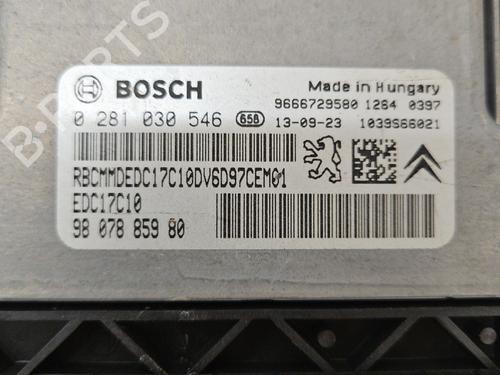 BOSCH
Made in Hungary
9666729580 1264 0397
0 281 030 546 658 13-09-23 1039S66021
RBCMMDEDC17C10DV6D97CEM01
EDC17C10
98 078 859 80
B-PARTS